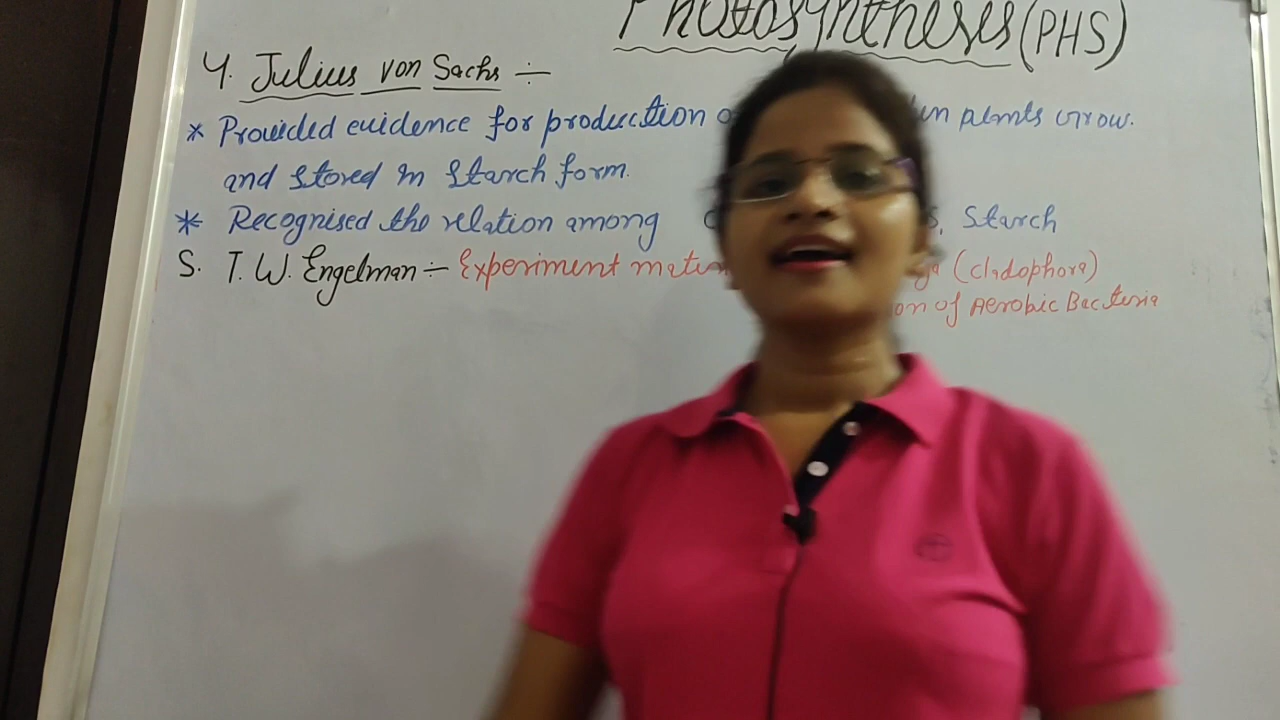 Photosynthesis (PHS)
4. Julius von Sachs :-
* Provided evidence for production plants grow.
and stored in starch form.
* Recognised the relation among Starch
5. T. W. Engelman :- Experiment (cladophora)
of Aerobic Bacteria